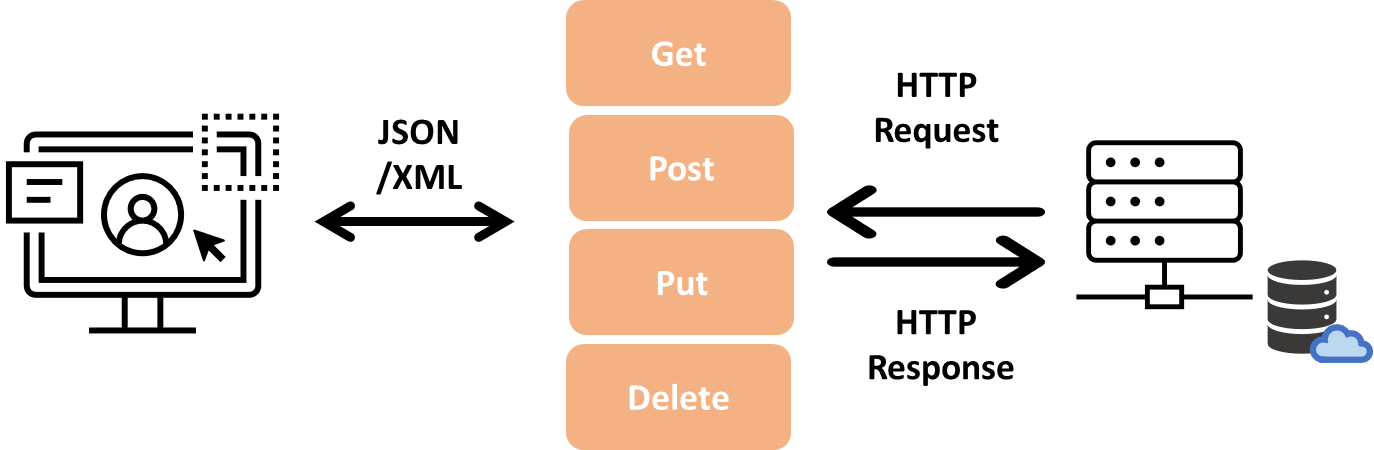 JSON
/XML
Get
Post
Put
Delete
HTTP
Request
HTTP
Response